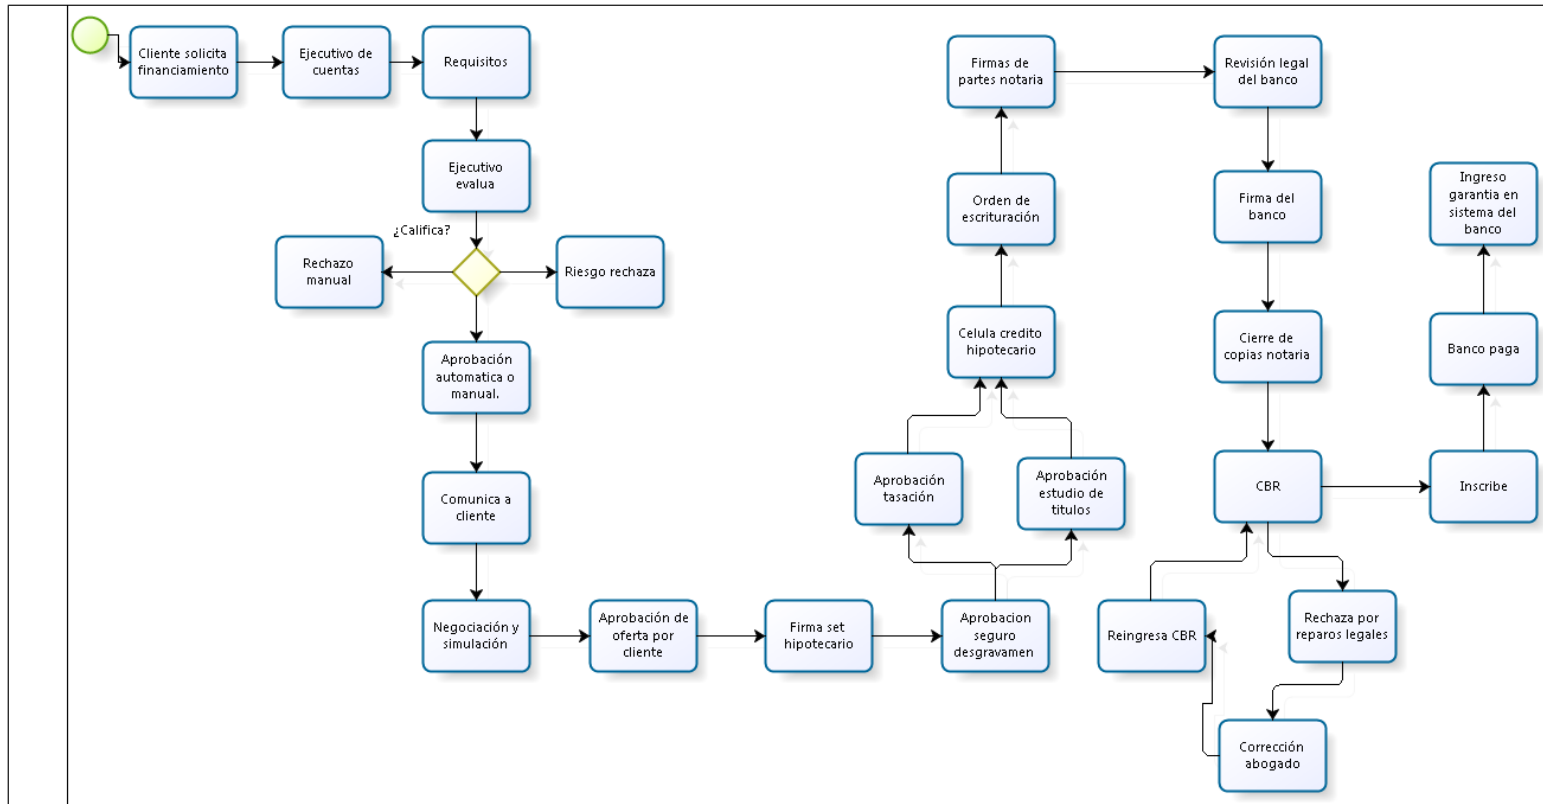 Cliente solicita
financiamiento
Ejecutivo de
cuentas
Requisitos
Ejecutivo
evalua
¿Califica?
Rechazo
manual
Riesgo rechaza
Aprobación
automatica o
manual.
Comunica a
cliente
Negociación y
simulación
Aprobación de
oferta por
cliente
Firma set
hipotecario
Aprobacion
seguro
desgravamen
Aprobación
tasación
Aprobación
estudio de
titulos
Celula credito
hipotecario
Orden de
escrituración
Firmas de
partes notaria
Revisión legal
del banco
Firma del
banco
Cierre de
copias notaria
CBR
Rechaza por
reparos legales
Corrección
abogado
Reingresa CBR
Inscribe
Banco paga
Ingreso
garantia en
sistema del
banco